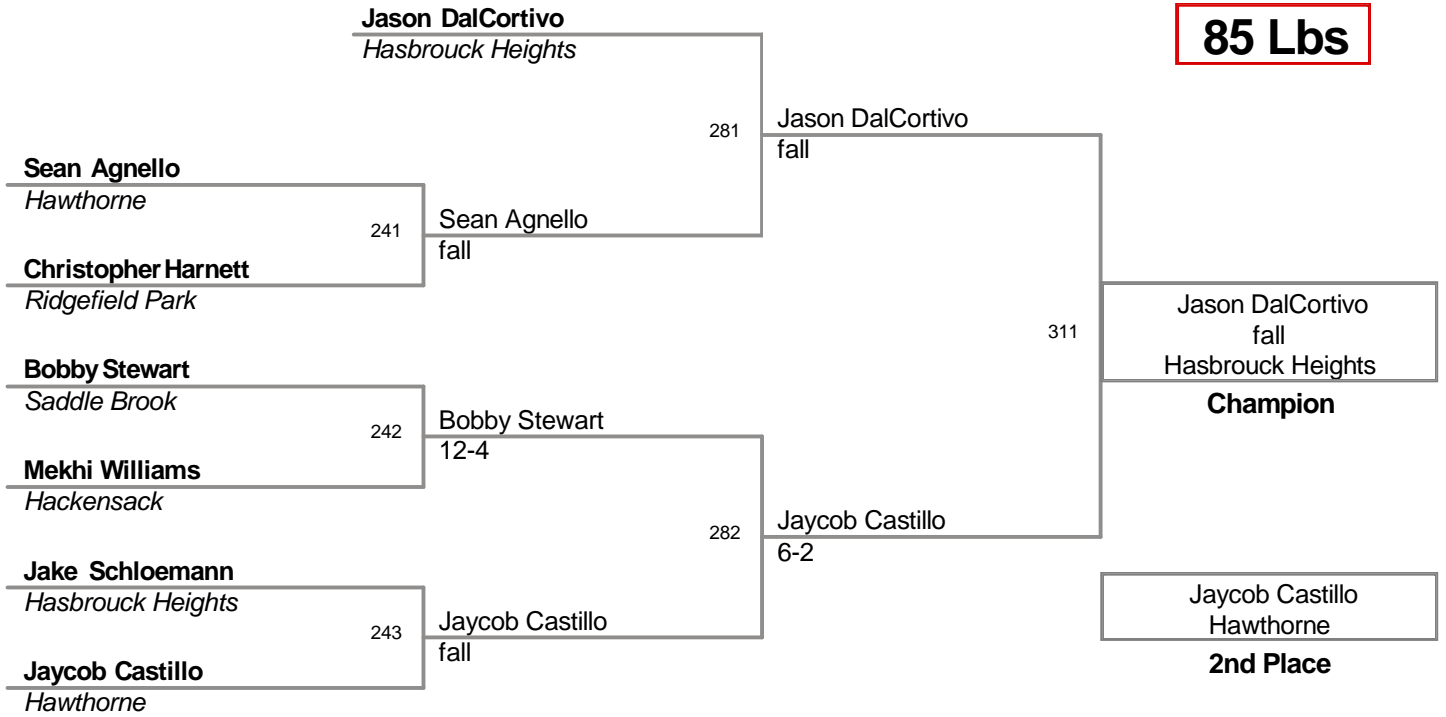 Jason DalCortivo
Hasbrouck Heights
85 Lbs
281
Jason DalCortivo
fall
Sean Agnello
Hawthorne
241
Sean Agnello
fall
Christopher Harnett
Ridgefield Park
Jason DalCortivo
fall
Hasbrouck Heights
311
Champion
Bobby Stewart
Saddle Brook
242
Bobby Stewart
12-4
Mekhi Williams
Hackensack
282
Jaycob Castillo
6-2
Jake Schloemann
Hasbrouck Heights
243
Jaycob Castillo
fall
Jaycob Castillo
Hawthorne
Jaycob Castillo
Hawthorne
2nd Place